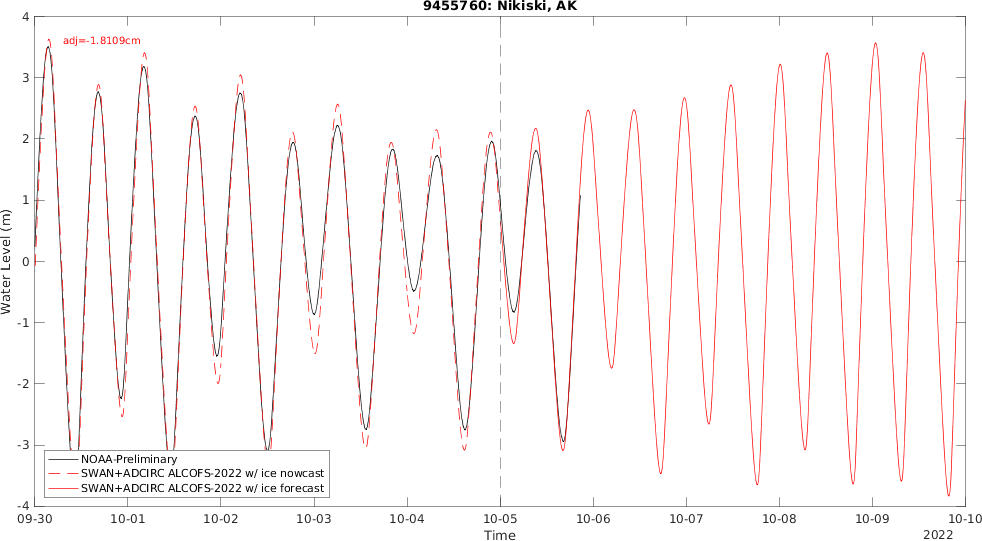 9455760: Nikiski, AK
adj=-1.8109cm
4
3
2
1
0
-1
-2
-3
-4
Water Level (m)
NOAA-Preliminary
SWAN+ADCIRC ALCOFS-2022 w/ ice nowcast
SWAN+ADCIRC ALCOFS-2022 w/ ice forecast
09-30 10-01 10-02 10-03 10-04 10-05 10-06 10-07 10-08 10-09 10-10
Time
2022